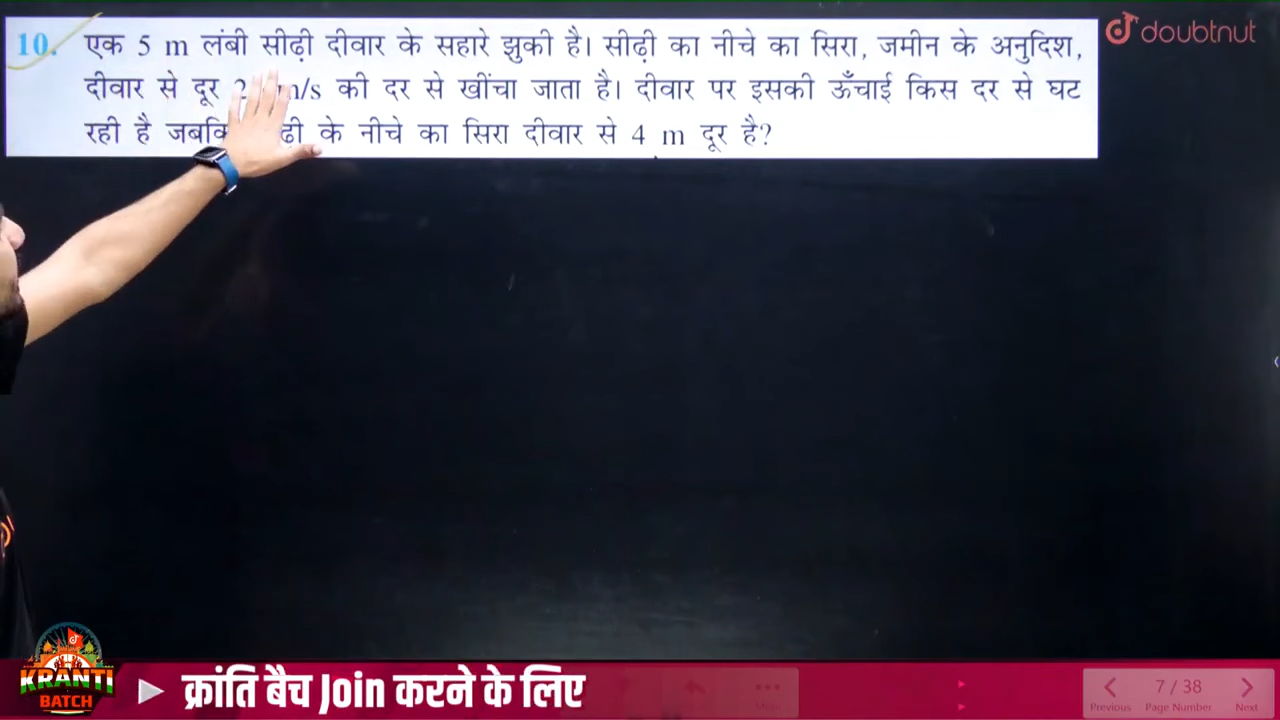 10. एक 5 m लंबी सीढ़ी दीवार के सहारे झुकी है। सीढ़ी का नीचे का सिरा, जमीन के अनुदिश,
दीवार से दूर 2 m/s की दर से खींचा जाता है। दीवार पर इसकी ऊँचाई किस दर से घट
रही है के नीचे का सिरा दीवार से 4 m दूर है?
doubtnut
KRANTI
BATCH
क्रांति बैच Join करने के लिए
Previous
7 / 38
Page Number
Next